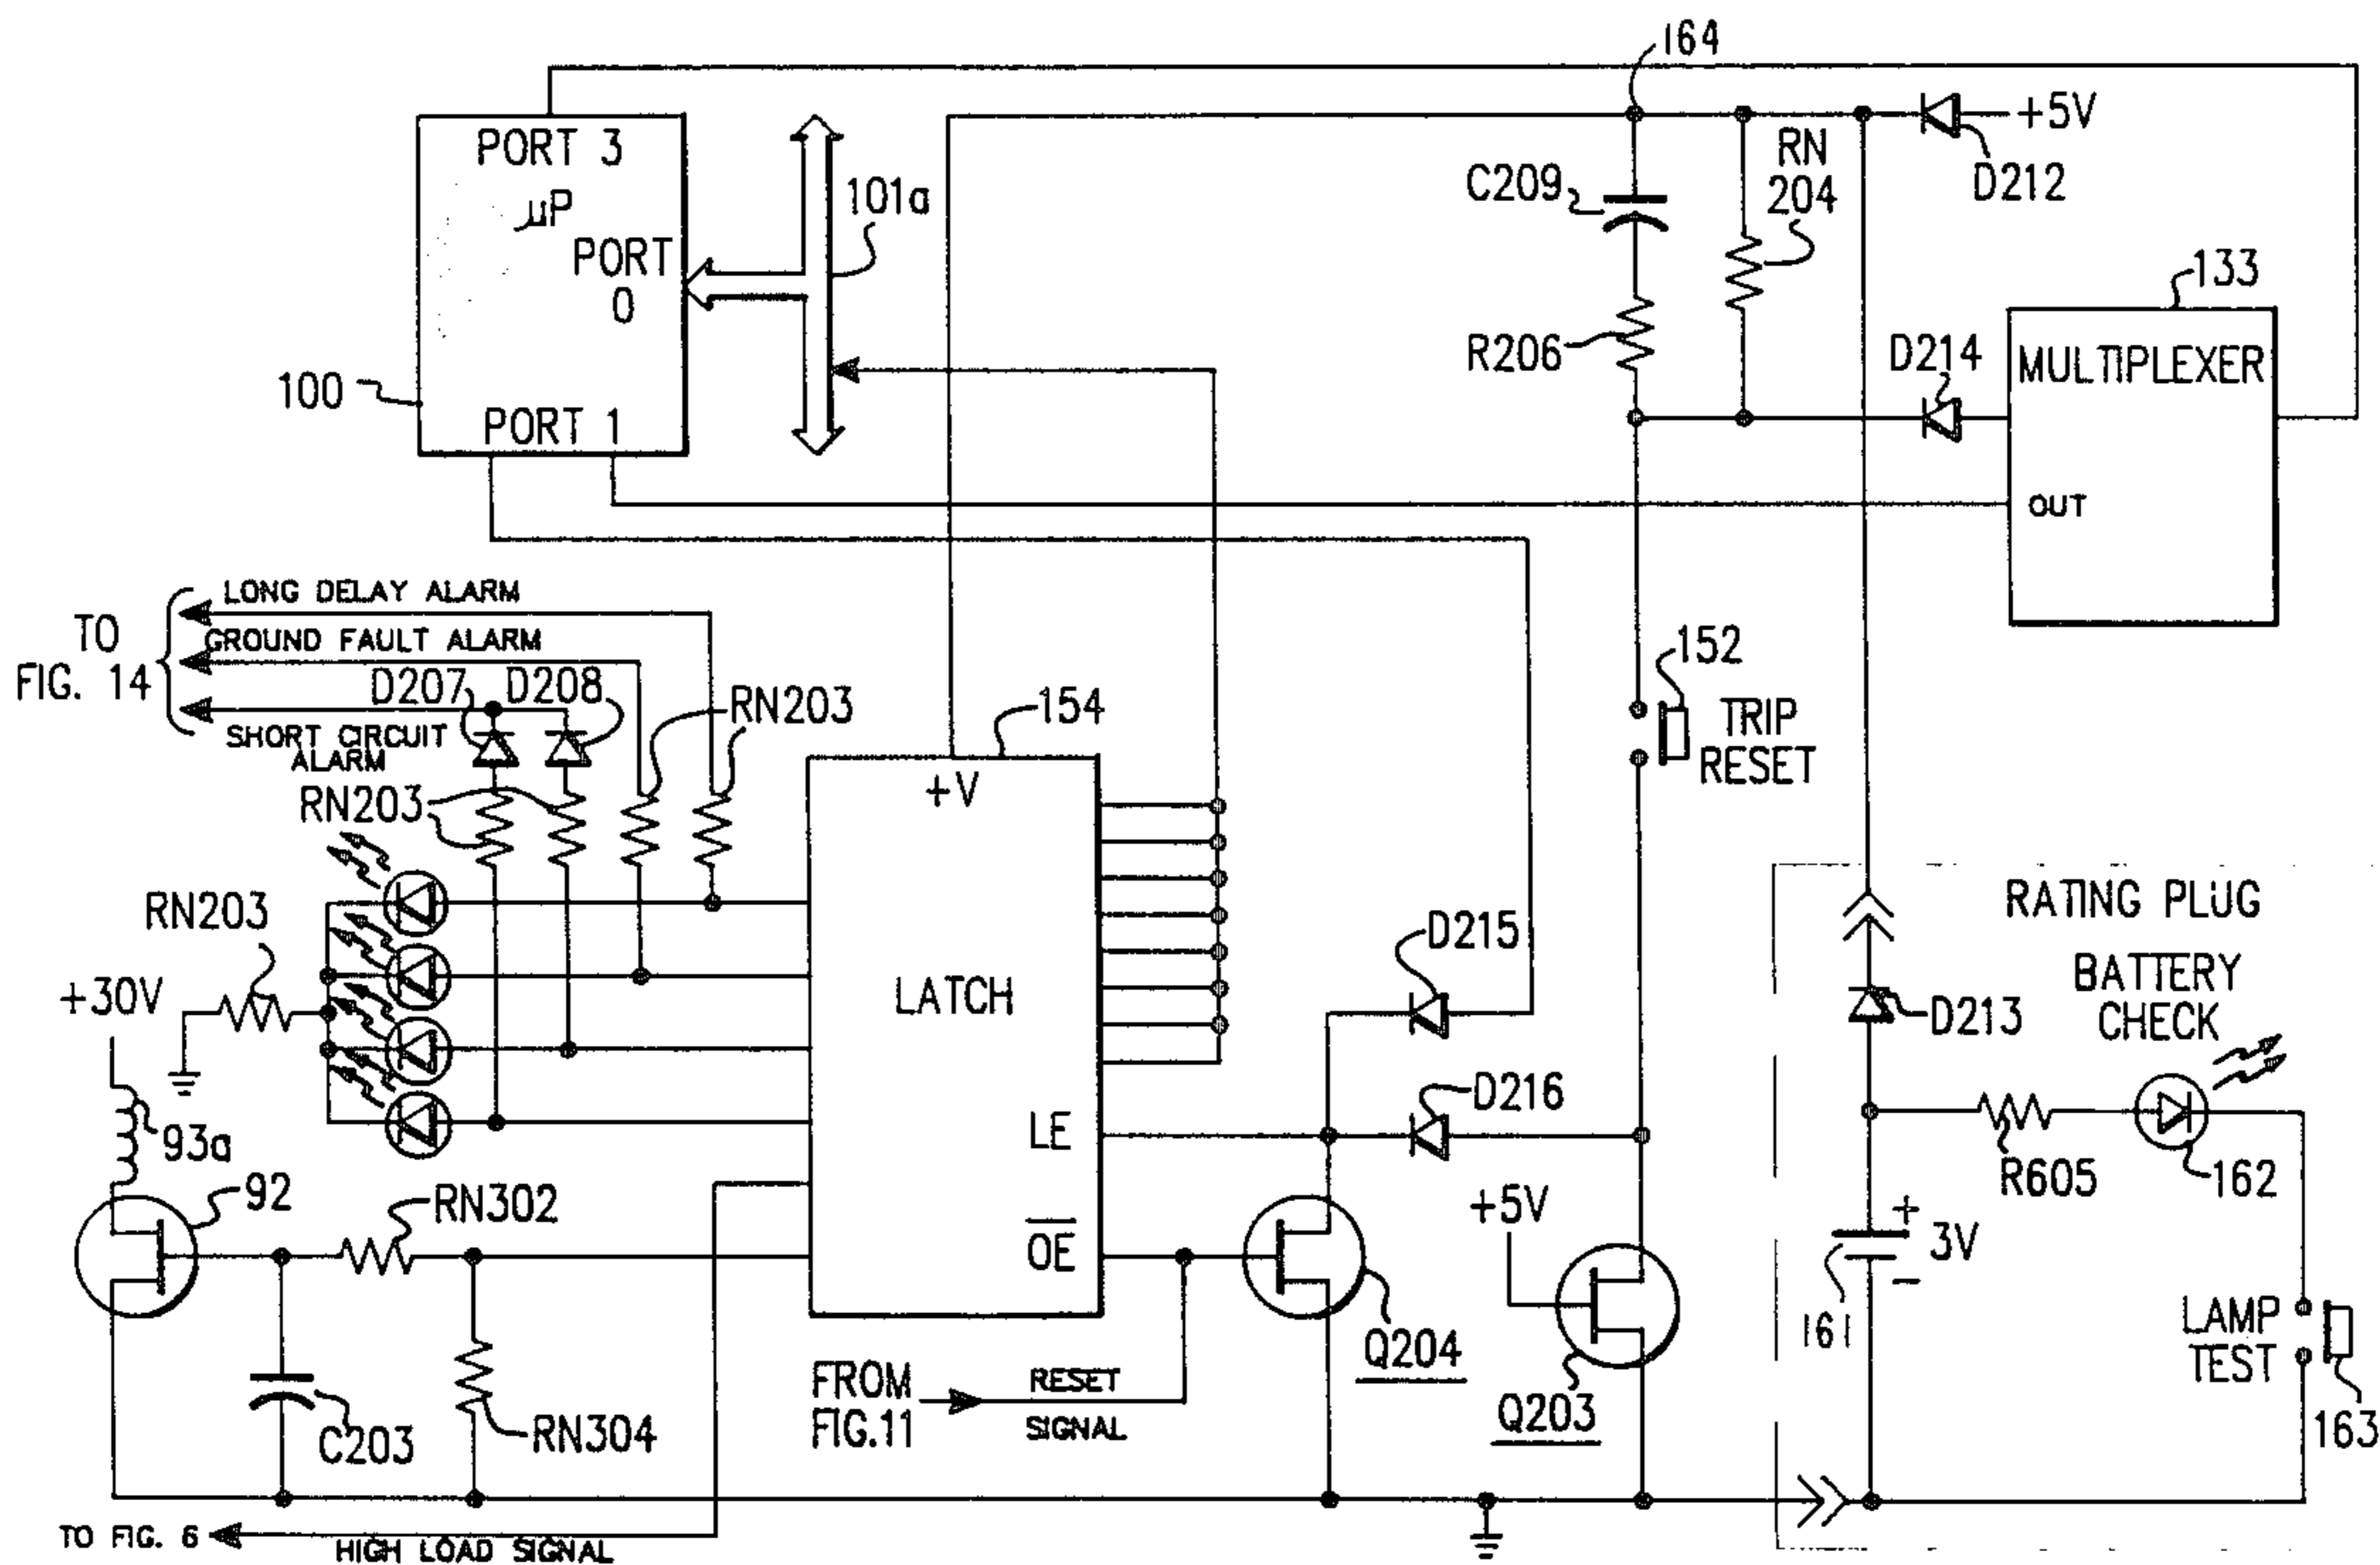 164
PORT 3
µP
PORT
0
PORT 1
100
101a
+5V
RN
204
D212
C209
R206
D214
133
MULTIPLEXER
OUT
TO
FIG. 14
LONG DELAY ALARM
GROUND FAULT ALARM
D207
D208
SHORT CIRCUIT
ALARM
RN203
RN203
154
+V
152
TRIP
RESET
RN203
+30V
LATCH
D215
RATING PLUG
BATTERY
CHECK
D213
93a
LE
D216
R605
162
92
RN302
OE
+5V
+
3V
−
161
LAMP
TEST
163
Q204
Q203
C203
RN304
FROM
FIG.11
RESET
SIGNAL
TO FIG. 6
HIGH LOAD SIGNAL